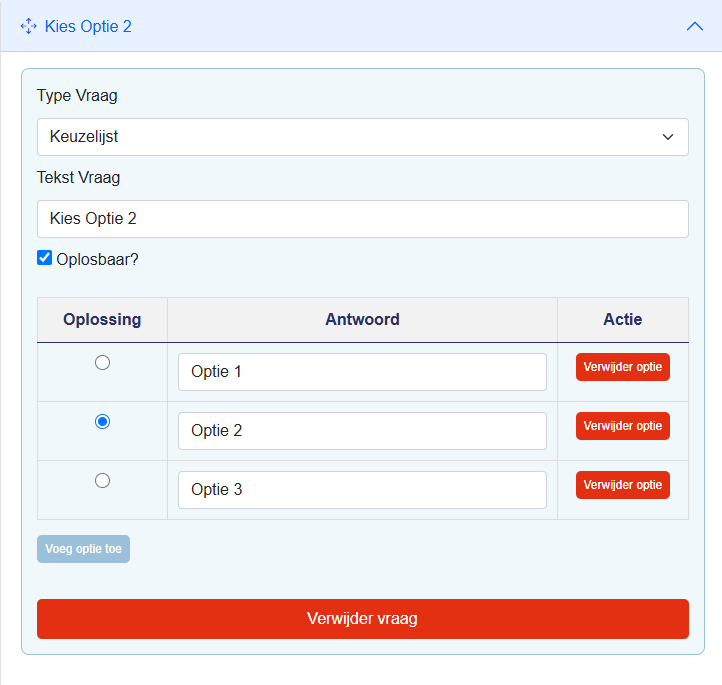 Kies Optie 2
Type Vraag
Keuzelijst
Tekst Vraag
Kies Optie 2
Oplosbaar?
Oplossing Antwoord Actie
Optie 1 Verwijder optie
Optie 2 Verwijder optie
Optie 3 Verwijder optie
Voeg optie toe
Verwijder vraag